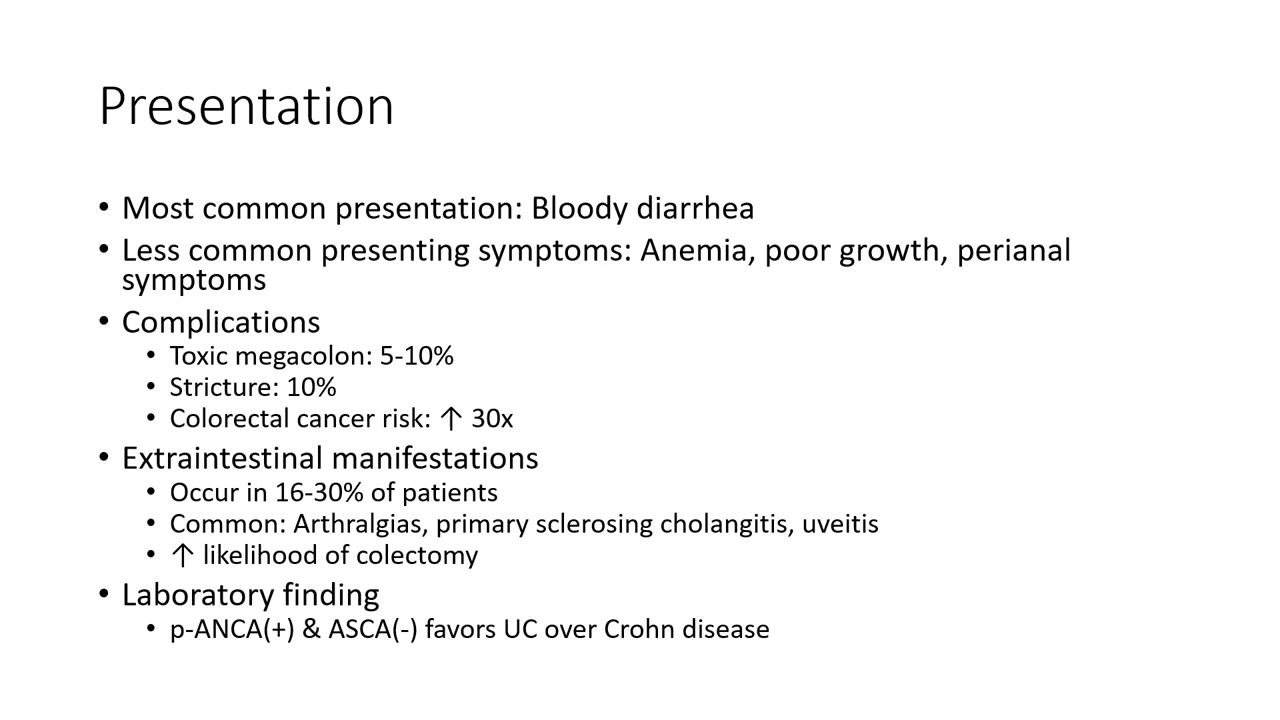 Presentation
• Most common presentation: Bloody diarrhea
• Less common presenting symptoms: Anemia, poor growth, perianal
symptoms
• Complications
• Toxic megacolon: 5-10%
• Stricture: 10%
• Colorectal cancer risk: ↑ 30x
• Extraintestinal manifestations
• Occur in 16-30% of patients
• Common: Arthralgias, primary sclerosing cholangitis, uveitis
• ↑ likelihood of colectomy
• Laboratory finding
• p-ANCA(+) & ASCA(-) favors UC over Crohn disease